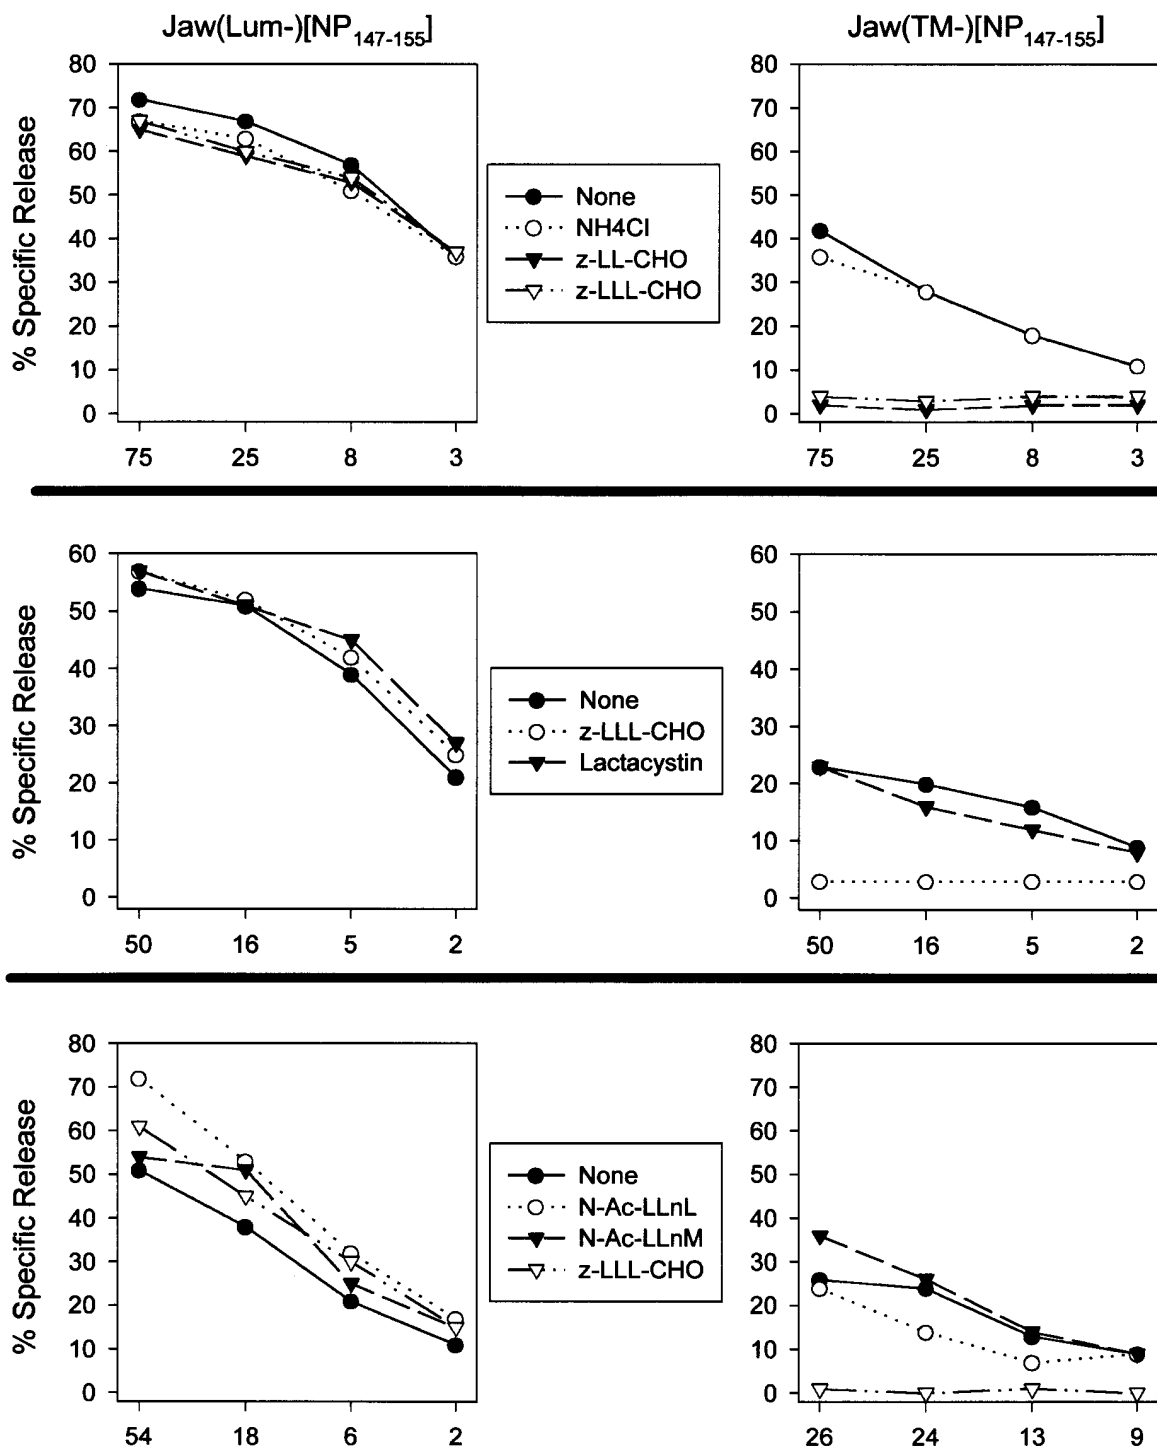 Jaw(Lum-)[NP147-155]
Jaw(TM-)[NP147-155]
% Specific Release
80
70
60
50
40
30
20
10
0
75 25 8 3
None
NH4Cl
z-LL-CHO
z-LLL-CHO
80
70
60
50
40
30
20
10
0
75 25 8 3
% Specific Release
60
50
40
30
20
10
0
50 16 5 2
None
z-LLL-CHO
Lactacystin
60
50
40
30
20
10
0
50 16 5 2
% Specific Release
80
70
60
50
40
30
20
10
0
54 18 6 2
None
N-Ac-LLnL
N-Ac-LLnM
z-LLL-CHO
80
70
60
50
40
30
20
10
0
26 24 13 9